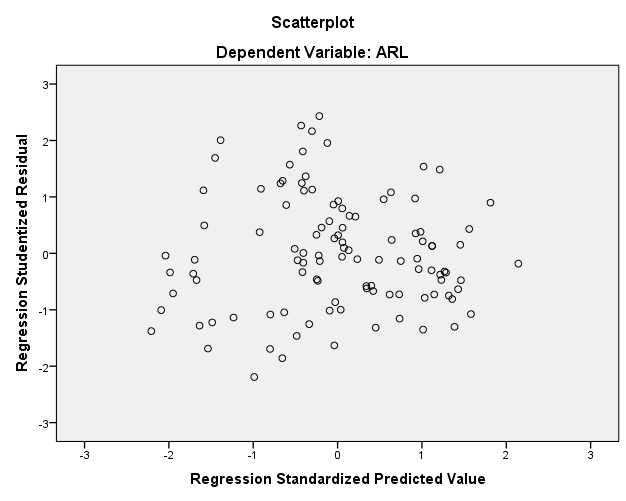 Scatterplot
Dependent Variable: ARL
Regression Studentized Residual
3
2
1
0
-1
-2
-3
-3 -2 -1 0 1 2 3
Regression Standardized Predicted Value